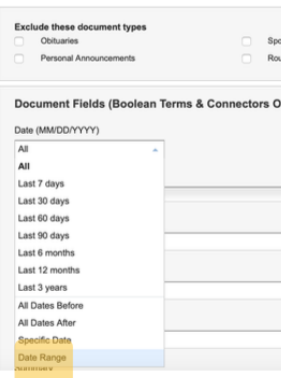 Exclude these document types
Obituaries
Personal Announcements
Document Fields (Boolean Terms & Connectors O
Date (MM/DD/YYYY)
All
All
Last 7 days
Last 30 days
Last 60 days
Last 90 days
Last 6 months
Last 12 months
Last 3 years
All Dates Before
All Dates After
Specific Date
Date Range
Summary